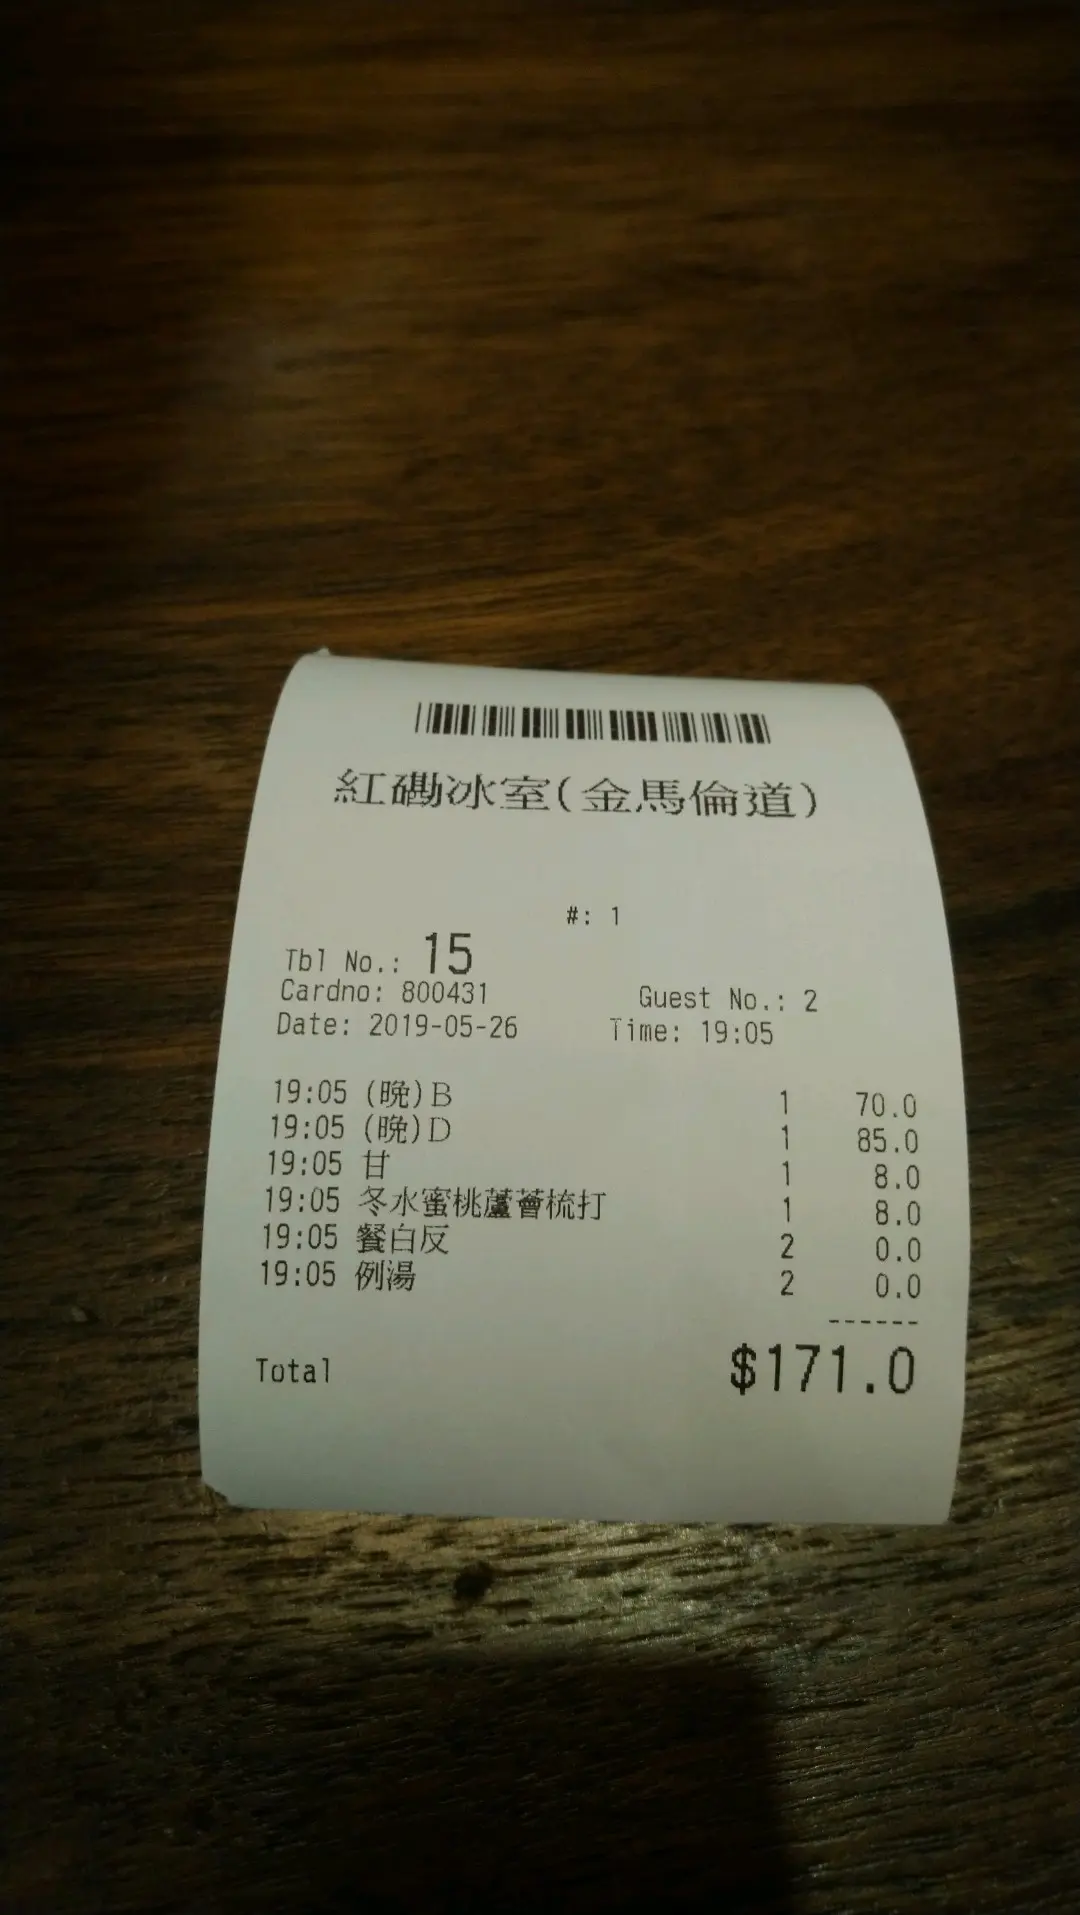 紅磡冰室(金馬倫道)
#: 1
Tbl No.: 15
Cardno: 800431 Guest No.: 2
Date: 2019-05-26 Time: 19:05
19:05 (晚)B 1 70.0
19:05 (晚)D 1 85.0
19:05 甘 1 8.0
19:05 冬水蜜桃蘆薈梳打 1 8.0
19:05 餐白反 2 0.0
19:05 例湯 2 0.0
------
Total $171.0